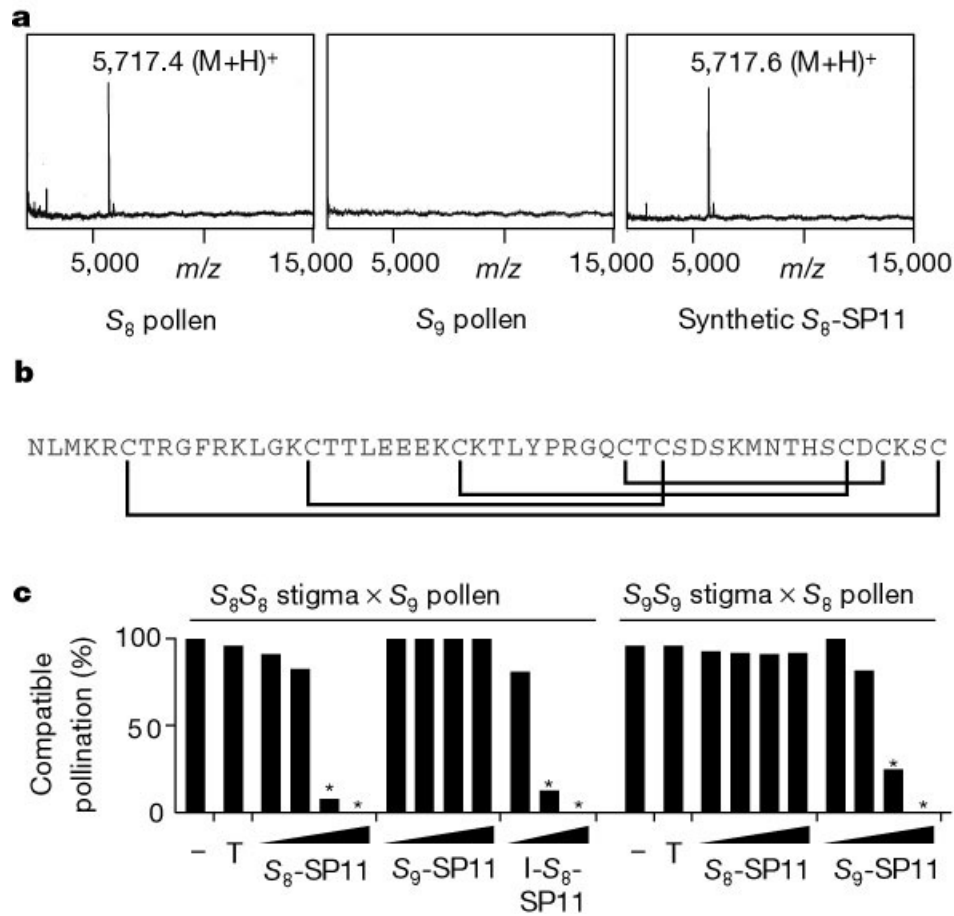 a
5,717.4 (M+H)+
5,717.6 (M+H)+
5,000 m/z 15,000 5,000 m/z 15,000 5,000 m/z 15,000
S8 pollen
S9 pollen
Synthetic S8-SP11
b
NLMKRCTRGFRKLGKCTTLEEEKCKTLYPRGQCTCSDSKMNTHSCDCKSC
c
S8S8 stigma × S9 pollen
S9S9 stigma × S8 pollen
Compatible
pollination (%)
100
50
0
* * * * * *
– T S8-SP11 S9-SP11 I-S8-
SP11
– T S8-SP11 S9-SP11